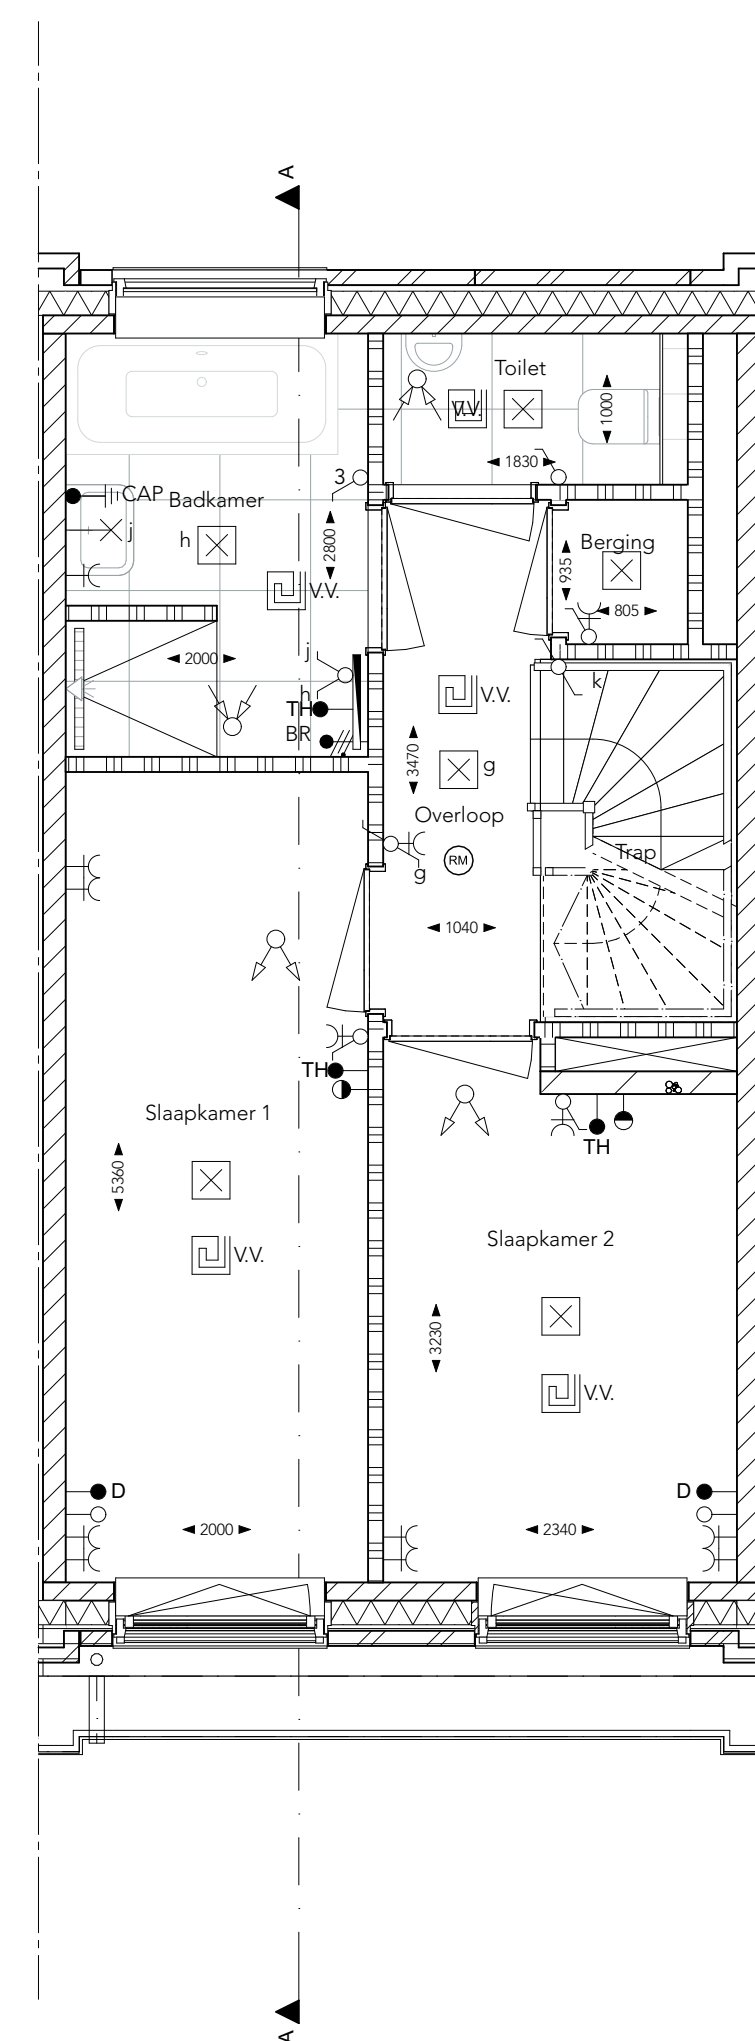 A
Toilet
V.V.
1000
1830
3
CAP
Badkamer
j
h
2800
Berging
935
805
V.V.
j
2000
h
k
TH
V.V.
BR
3470
g
Overloop
g
RM
Trap
1040
TH
Slaapkamer 1
TH
5360
V.V.
Slaapkamer 2
3230
V.V.
D
D
2000
2340
A